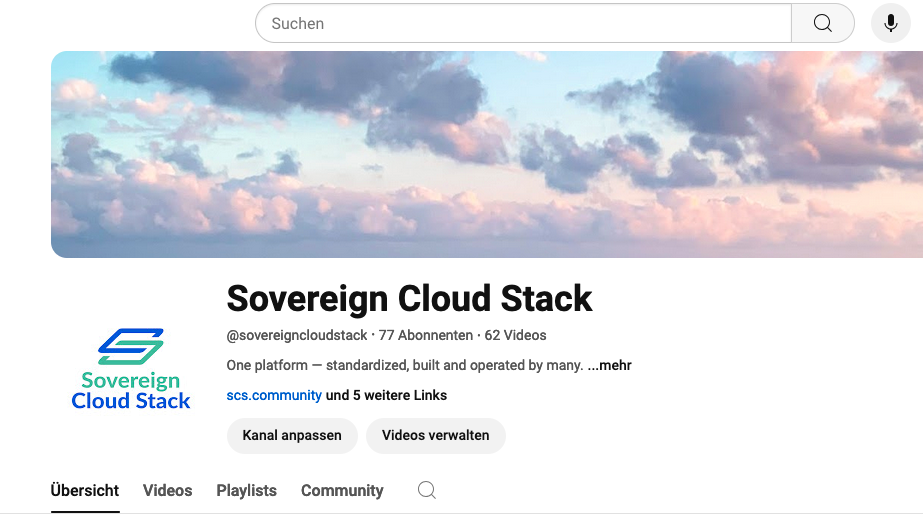 Suchen
Sovereign Cloud Stack
@sovereigncloudstack · 77 Abonnenten · 62 Videos
One platform — standardized, built and operated by many. ...mehr
scs.community und 5 weitere Links
Sovereign
Cloud Stack
Kanal anpassen Videos verwalten
Übersicht Videos Playlists Community